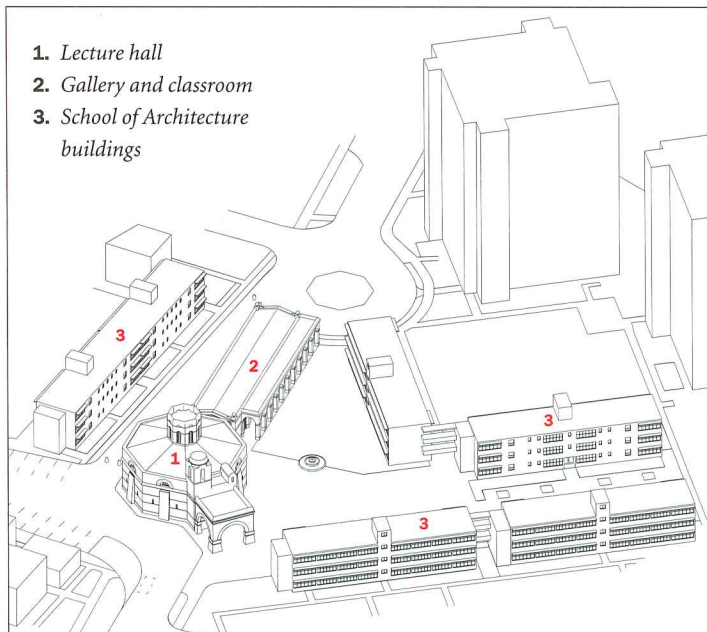 1. Lecture hall
2. Gallery and classroom
3. School of Architecture
buildings
3
2
1
3
3